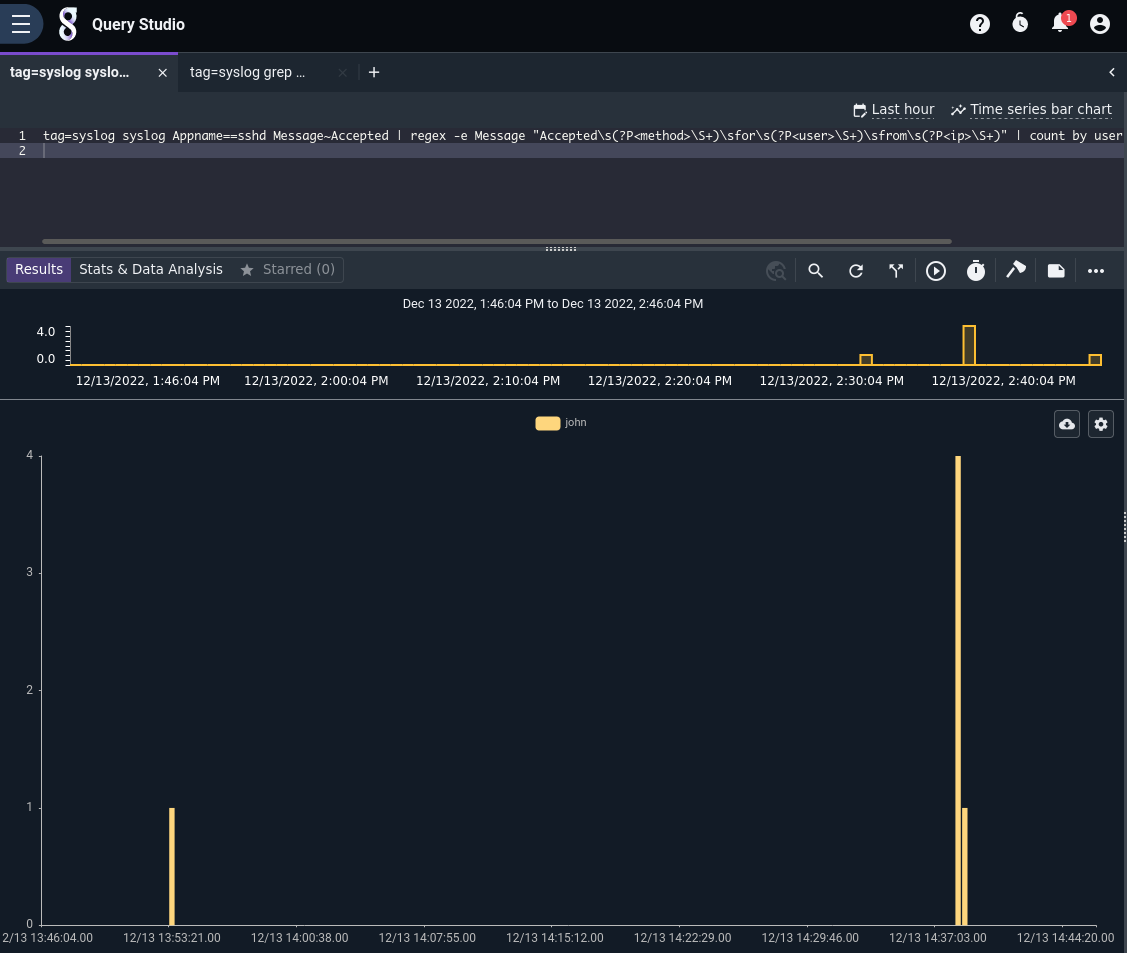 Query Studio
1
tag=syslog syslo...
tag=syslog grep ...
Last hour
Time series bar chart
1 tag=syslog syslog Appname==sshd Message~Accepted | regex -e Message "Accepted\s(?P<method>\S+)\sfor\s(?P<user>\S+)\sfrom\s(?P<ip>\S+)" | count by user
2
Results
Stats & Data Analysis
Starred (0)
Dec 13 2022, 1:46:04 PM to Dec 13 2022, 2:46:04 PM
4.0
0.0
12/13/2022, 1:46:04 PM 12/13/2022, 2:00:04 PM 12/13/2022, 2:10:04 PM 12/13/2022, 2:20:04 PM 12/13/2022, 2:30:04 PM 12/13/2022, 2:40:04 PM
john
4
3
2
1
0
2/13 13:46:04.00 12/13 13:53:21.00 12/13 14:00:38.00 12/13 14:07:55.00 12/13 14:15:12.00 12/13 14:22:29.00 12/13 14:29:46.00 12/13 14:37:03.00 12/13 14:44:20.00